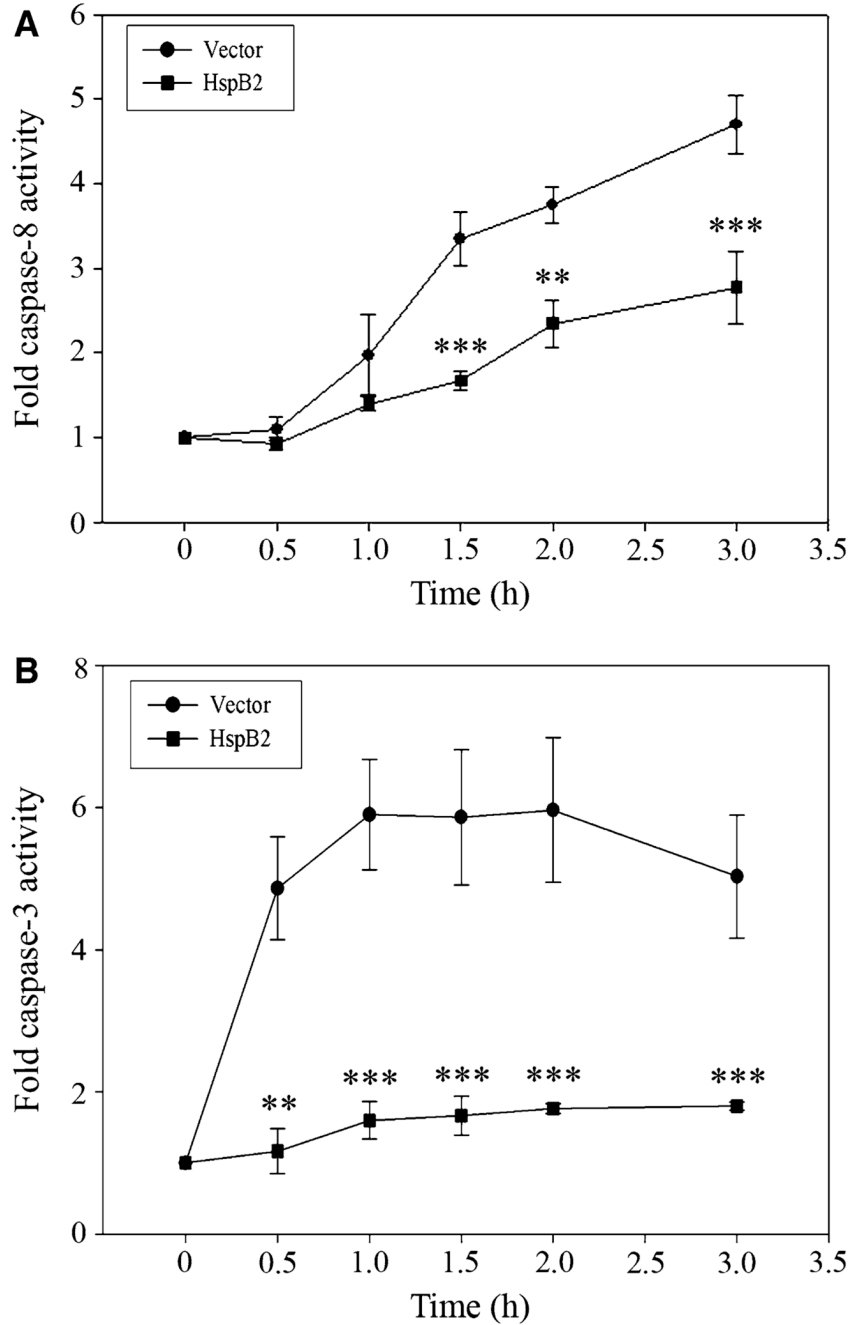 A
6
5
4
3
2
1
0
Fold caspase-8 activity
Vector
HspB2
***
**
***
0 0.5 1.0 1.5 2.0 2.5 3.0 3.5
Time (h)
B
8
6
4
2
0
Fold caspase-3 activity
Vector
HspB2
** *** *** *** ***
0 0.5 1.0 1.5 2.0 2.5 3.0 3.5
Time (h)